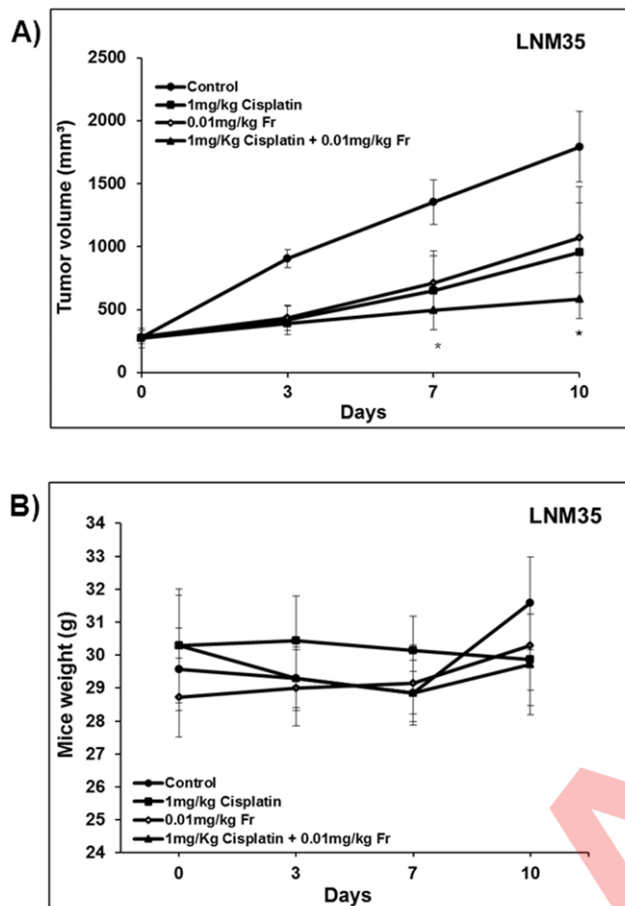 A)
LNM35
2500
2000
1500
1000
500
0
Tumor volume (mm³)
Control
1mg/kg Cisplatin
0.01mg/kg Fr
1mg/Kg Cisplatin + 0.01mg/kg Fr
*
*
0 3 7 10
Days
B)
LNM35
34
33
32
31
30
29
28
27
26
25
24
Mice weight (g)
Control
1mg/kg Cisplatin
0.01mg/kg Fr
1mg/Kg Cisplatin + 0.01mg/kg Fr
0 3 7 10
Days